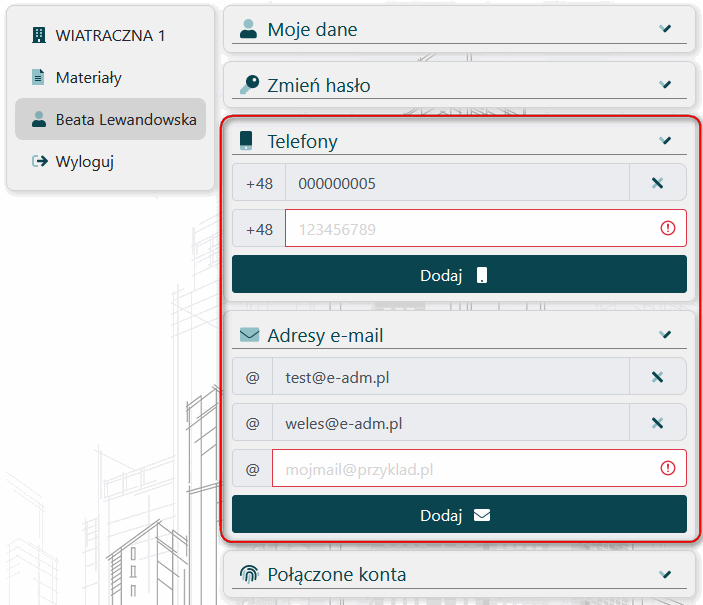 WIATRACZNA 1
Materiały
Beata Lewandowska
Wyloguj
Moje dane
Zmień hasło
Telefony
+48 000000005
+48 123456789
Dodaj
Adresy e-mail
@ test@e-adm.pl
@ weles@e-adm.pl
@ mojmail@przyklad.pl
Dodaj
Połączone konta